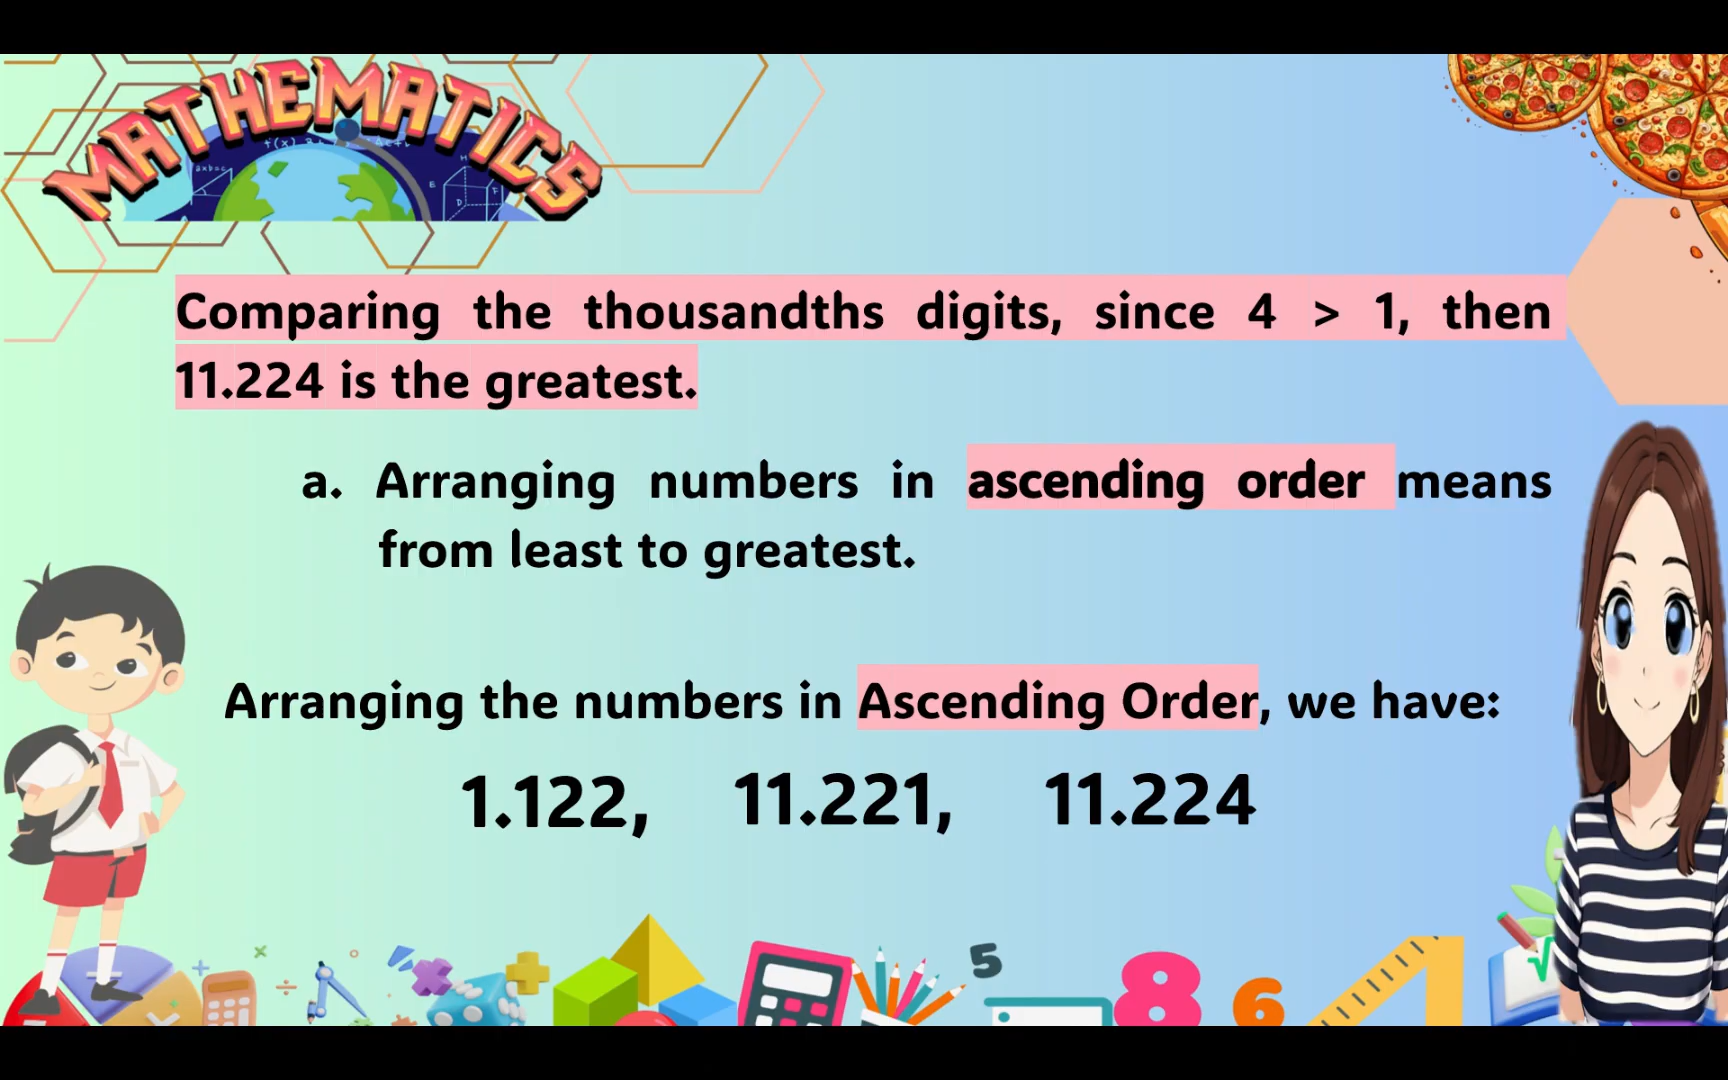 MATHEMATICS
Comparing the thousandths digits, since 4 > 1, then
11.224 is the greatest.
a. Arranging numbers in ascending order means
from least to greatest.
Arranging the numbers in Ascending Order, we have:
1.122, 11.221, 11.224
5
8
6